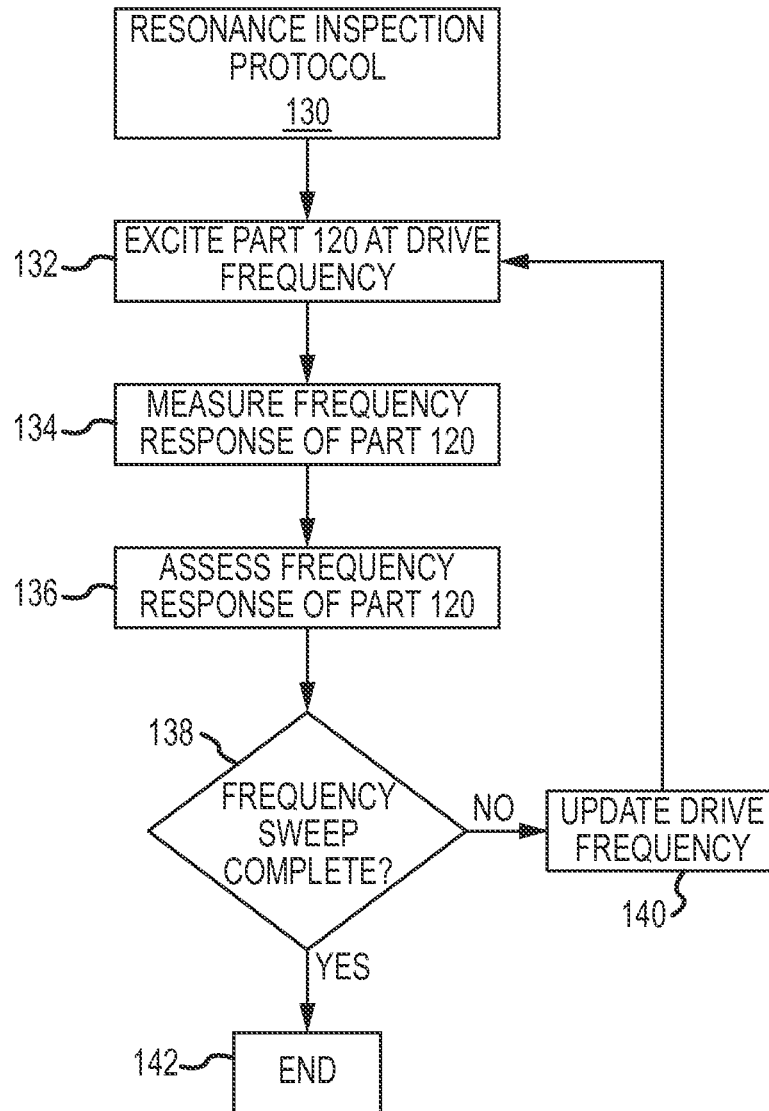 RESONANCE INSPECTION
PROTOCOL
130
EXCITE PART 120 AT DRIVE
FREQUENCY
132
MEASURE FREQUENCY
RESPONSE OF PART 120
134
ASSESS FREQUENCY
RESPONSE OF PART 120
136
138
FREQUENCY
SWEEP
COMPLETE?
NO
UPDATE DRIVE
FREQUENCY
140
YES
142
END